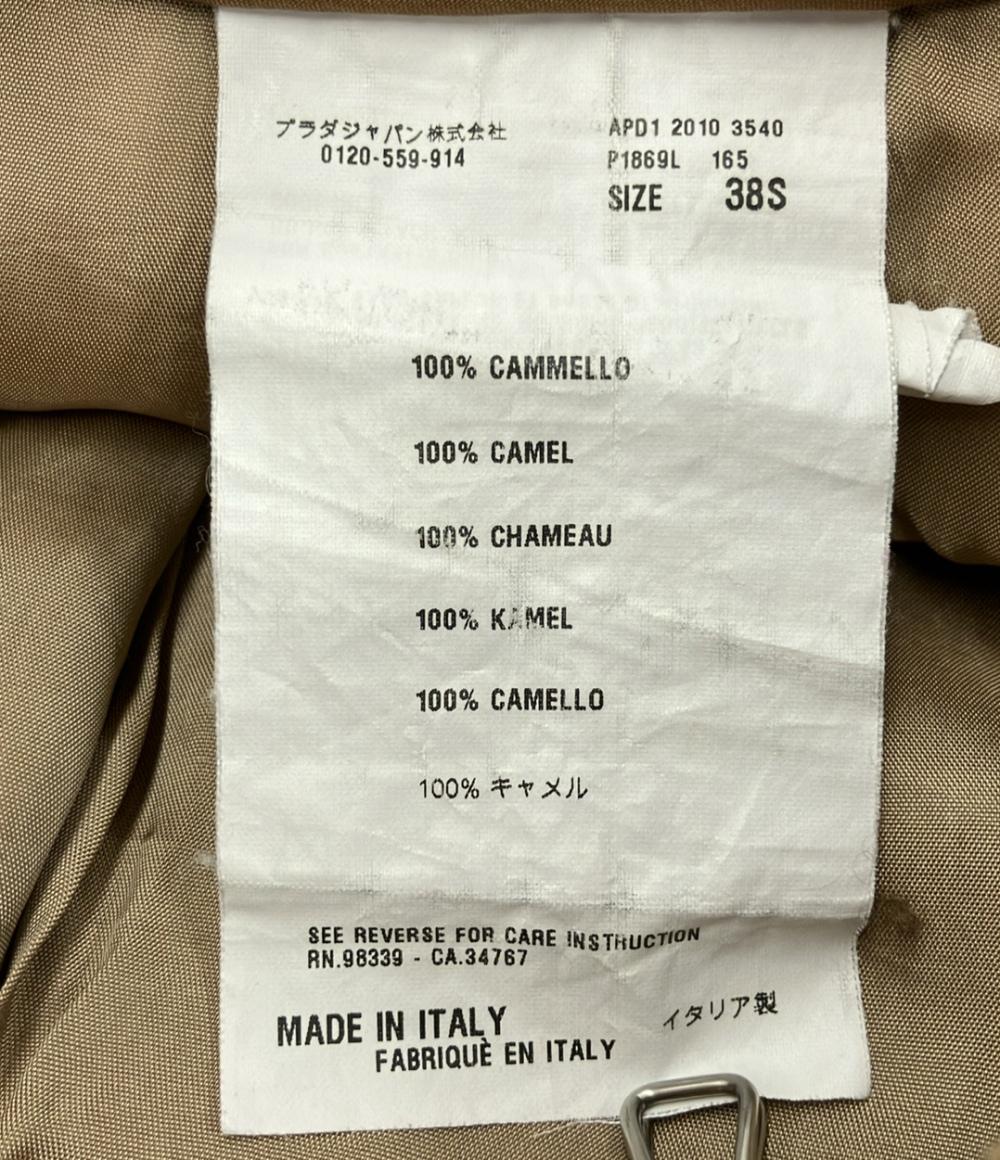 プラダジャパン株式会社
0120-559-914
APD1 2010 3540
P1869L 165
SIZE 38S
100% CAMMELLO
100% CAMEL
100% CHAMEAU
100% KAMEL
100% CAMELLO
100% キャメル
SEE REVERSE FOR CARE INSTRUCTION
RN.98339 - CA.34767
MADE IN ITALY
FABRIQUÈ EN ITALY
イタリア製